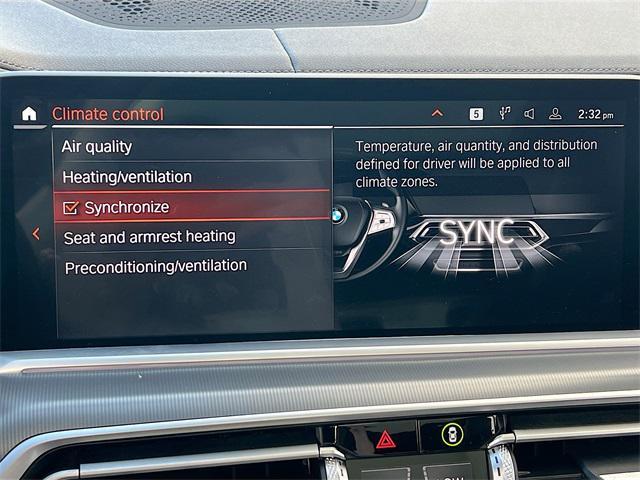 Climate control
5
2:32 pm
Air quality
Heating/ventilation
Synchronize
Seat and armrest heating
Preconditioning/ventilation
Temperature, air quantity, and distribution
defined for driver will be applied to all
climate zones.
SYNC
LOW